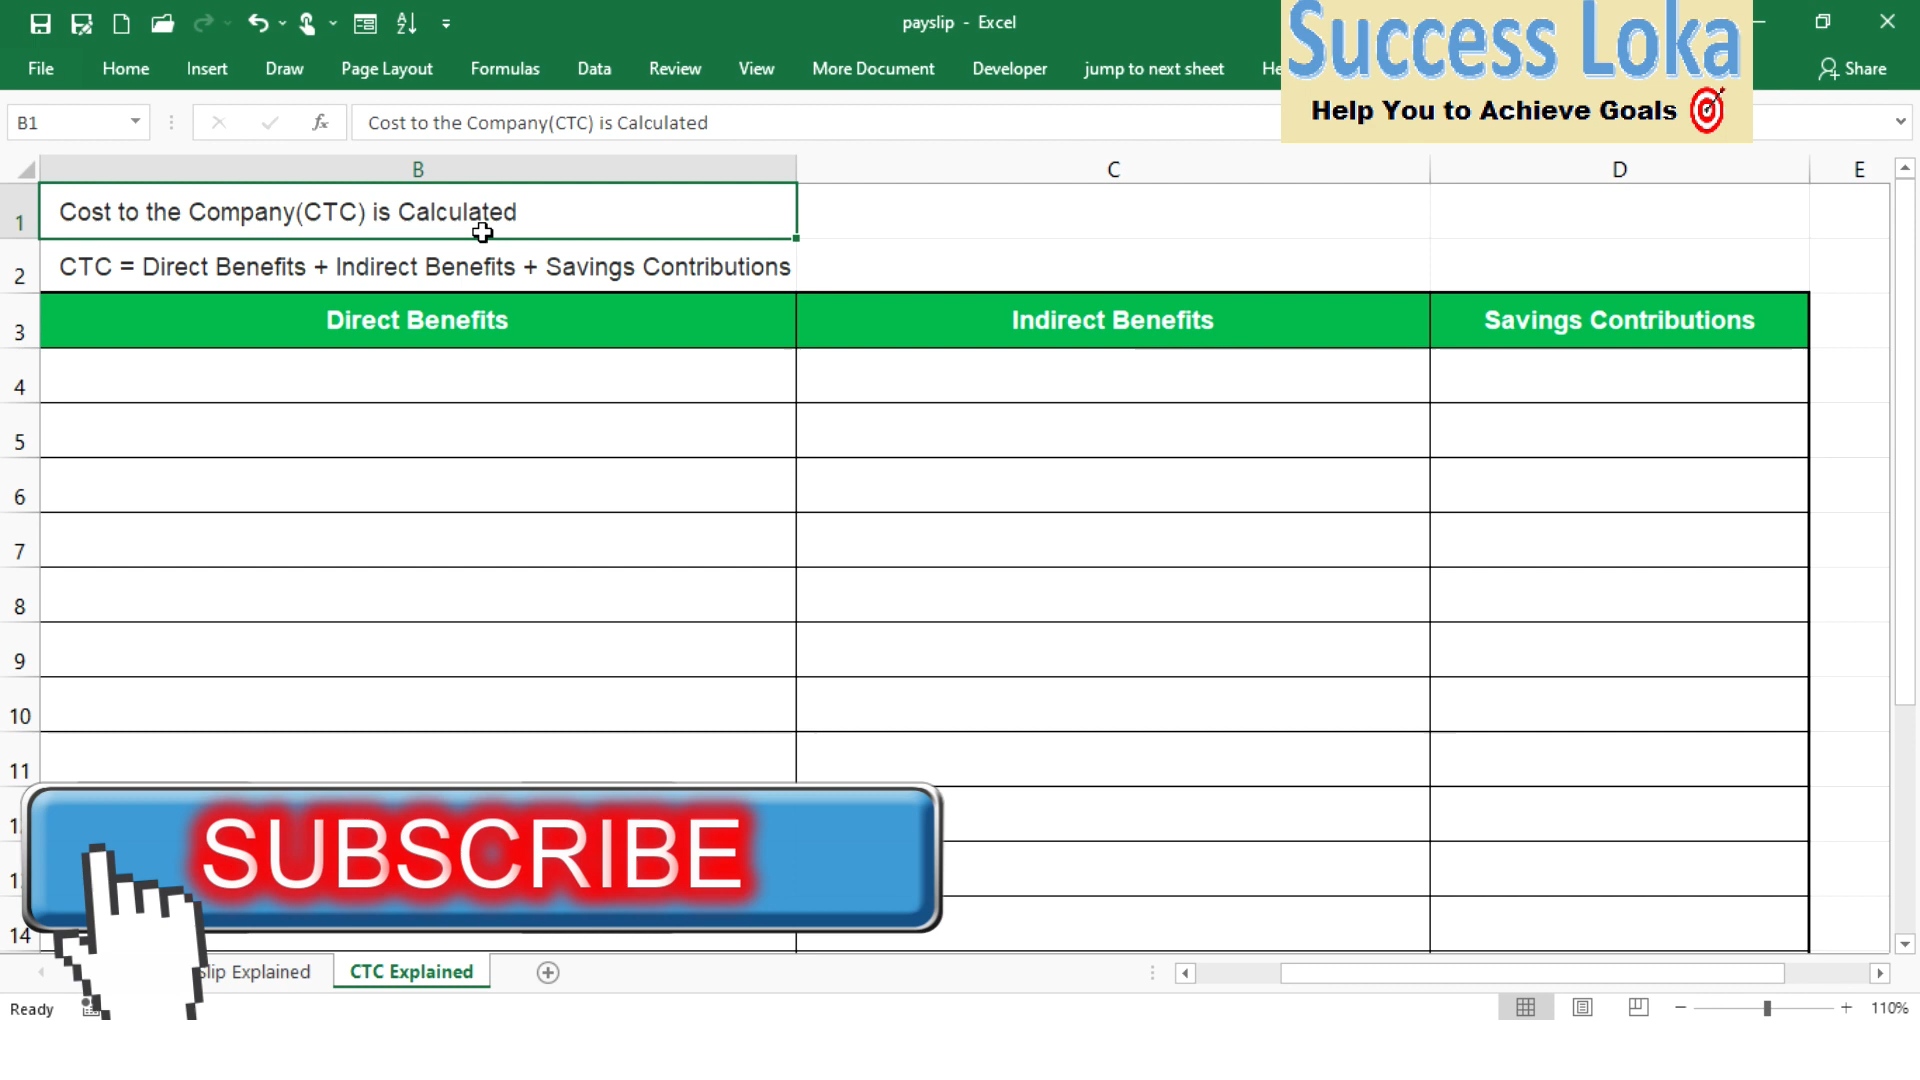 payslip - Excel
Success Loka
Help You to Achieve Goals
File Home Insert Draw Page Layout Formulas Data Review View More Document Developer jump to next sheet Share
B1 fx Cost to the Company(CTC) is Calculated
B C D E
1 Cost to the Company(CTC) is Calculated
2 CTC = Direct Benefits + Indirect Benefits + Savings Contributions
3 Direct Benefits Indirect Benefits Savings Contributions
4
5
6
7
8
9
10
11
14
SUBSCRIBE
Explained CTC Explained
Ready 110%